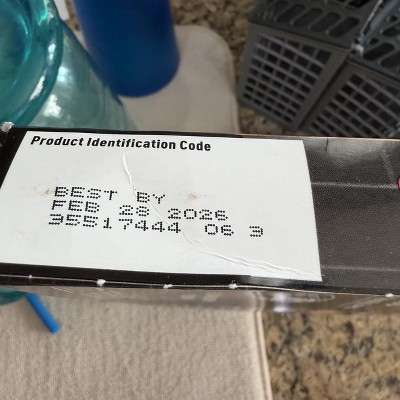 Product Identification Code
BEST BY
FEB 28 2026
35517444 06 3